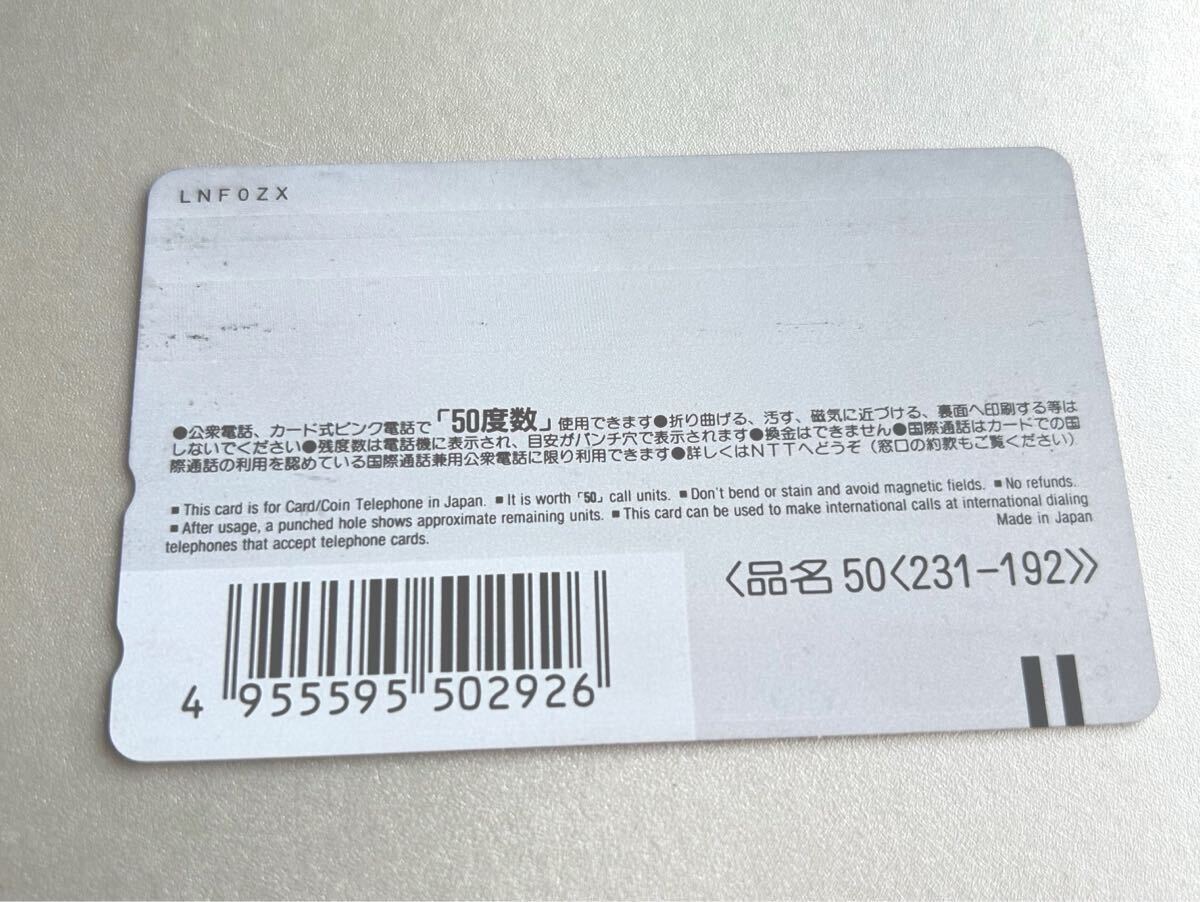 LNF0ZX
●公衆電話、カード式ピンク電話で「50度数」使用できます●折り曲げる、汚す、磁気に近づける、裏面へ印刷する等は
しないでください●残度数は電話機に表示され、目安がパンチ穴で表示されます●換金はできません●国際通話はカードでの国
際通話の利用を認めている国際通話兼用公衆電話に限り利用できます●詳しくはNTTへどうぞ(窓口の約款もご覧ください)
■This card is for Card/Coin Telephone in Japan. ■It is worth「50」call units. ■Don't bend or stain and avoid magnetic fields. ■No refunds.
■After usage, a punched hole shows approximate remaining units. ■This card can be used to make international calls at international dialing
telephones that accept telephone cards.
Made in Japan
〈品名 50<231-192》
4 955595 502926